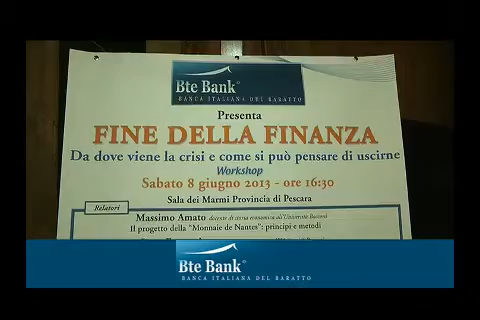 Bte Bank®
BANCA ITALIANA DEL BARATTO
Presenta
FINE DELLA FINANZA
Da dove viene la crisi e come si può pensare di uscirne
Workshop
Sabato 8 giugno 2013 - ore 16:30
Sala dei Marmi Provincia di Pescara
Relatori
Massimo Amato docente di storia economica all'Università Bocconi
Il progetto della "Monnaie de Nantes": principi e metodi
Bte Bank®
BANCA ITALIANA DEL BARATTO